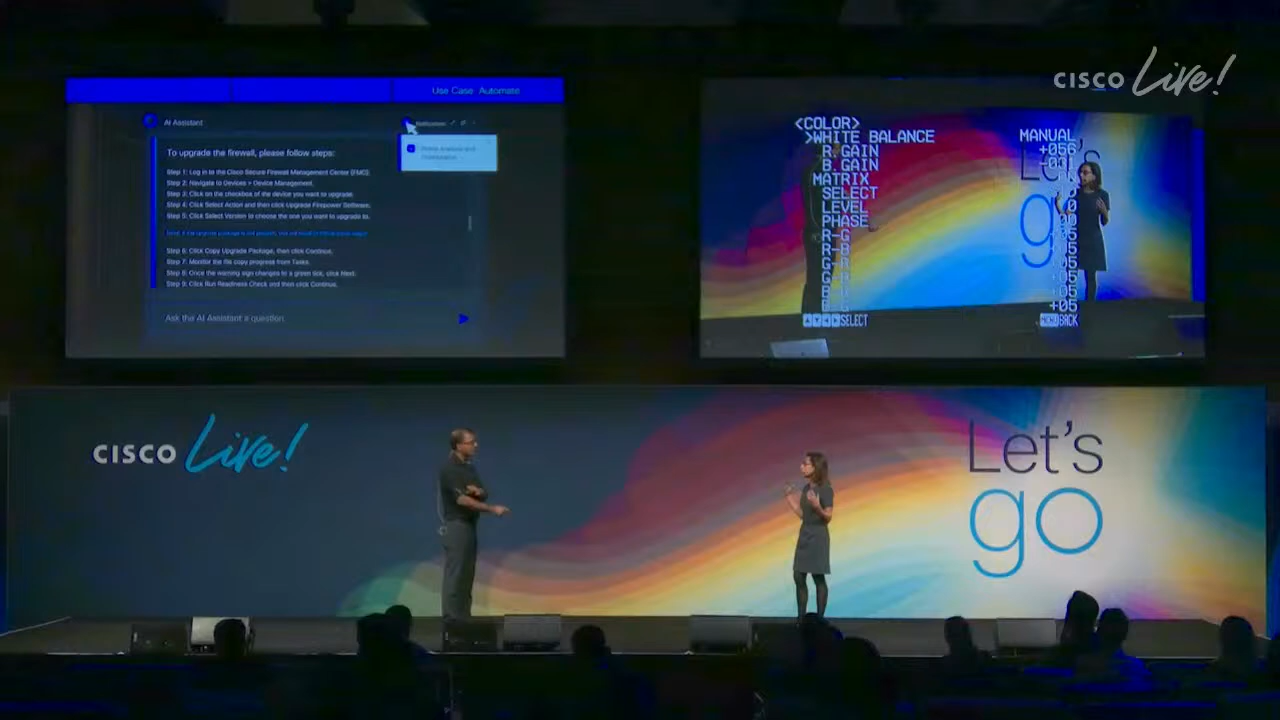 CISCO Live!
Use Case Automate
AI Assistant
To upgrade the firewall, please follow steps:
Step 1: Log in to the Cisco Secure Firewall Management Center (FMC).
Step 2: Navigate to Devices > Device Management.
Step 3: Click on the checkbox of the device you want to upgrade.
Step 4: Click Select Action and then click Upgrade Firepower Software.
Step 5: Click Select Version to choose the one you want to upgrade to.
Step 6: Click Copy Upgrade Package, then click Continue.
Step 7: Monitor the file copy progress from Tasks.
Step 8: Once the warning sign changes to a green tick, click Next.
Step 9: Click Run Readiness Check and then click Continue.
Ask the AI Assistant a question.
<COLOR>
>WHITE BALANCE MANUAL
R.GAIN +056
B.GAIN
MATRIX
SELECT
LEVEL
PHASE
R-G
R-B
+05
SELECT MENU BACK
Let's
go
CISCO Live!
Let's
go